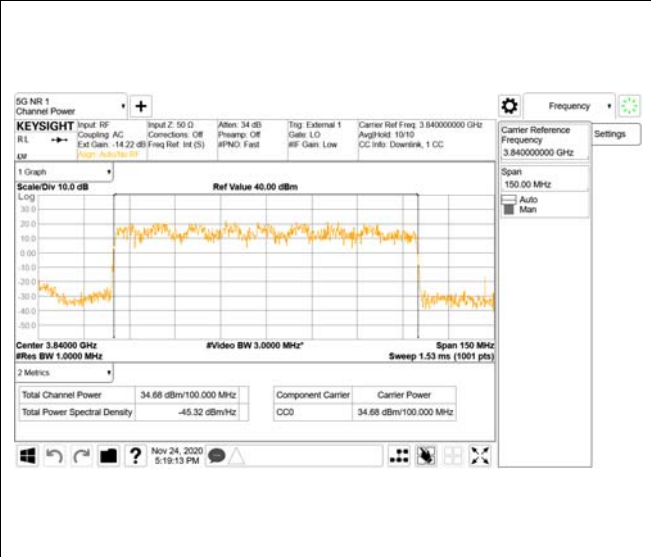 5G NR 1
Channel Power
Frequency
KEYSIGHT
Input: RF
Input Z: 50 Ω
Atten: 34 dB
Trig: External 1
Carrier Ref Freq: 3.840000000 GHz
R L
Coupling: AC
Corrections: Off
Preamp: Off
Gate: LO
Avg|Hold: 10/10
Ext Gain: -14.22 dB
Freq Ref: Int (S)
#PNO: Fast
#IF Gain: Low
CC Info: Downlink, 1 CC
Align: Auto/No RF
Carrier Reference
Frequency
3.840000000 GHz
Settings
Span
150.00 MHz
Auto
Man
1 Graph
Scale/Div 10.0 dB
Ref Value 40.00 dBm
Log
30.0
20.0
10.0
0.00
-10.0
-20.0
-30.0
-40.0
-50.0
Center 3.84000 GHz
#Video BW 3.0000 MHz*
Span 150 MHz
#Res BW 1.0000 MHz
Sweep 1.53 ms (1001 pts)
2 Metrics
Total Channel Power
34.68 dBm/100.000 MHz
Component Carrier
Carrier Power
Total Power Spectral Density
-45.32 dBm/Hz
CC0
34.68 dBm/100.000 MHz
?
Nov 24, 2020
5:19:13 PM